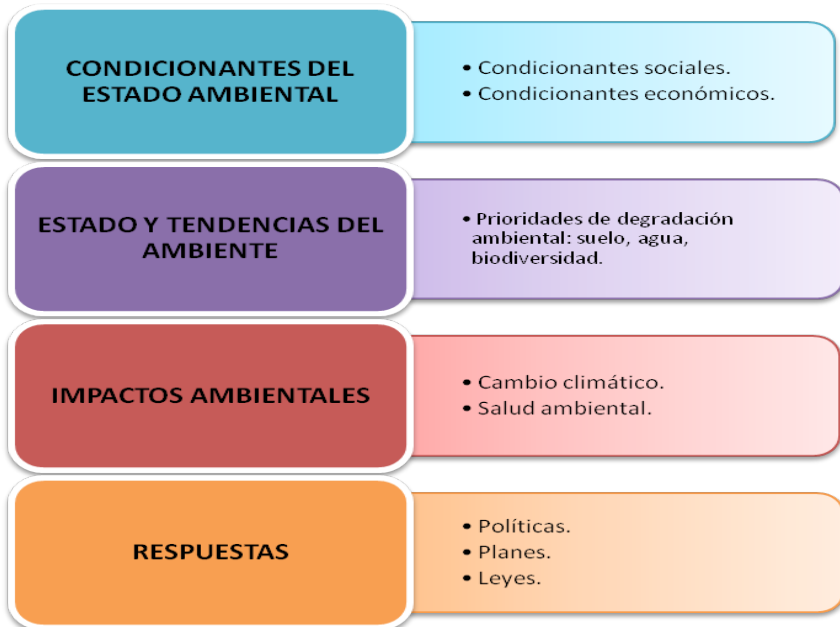 CONDICIONANTES DEL
ESTADO AMBIENTAL
• Condicionantes sociales.
• Condicionantes económicos.
ESTADO Y TENDENCIAS DEL
AMBIENTE
• Prioridades de degradación
ambiental: suelo, agua,
biodiversidad.
IMPACTOS AMBIENTALES
• Cambio climático.
• Salud ambiental.
RESPUESTAS
• Políticas.
• Planes.
• Leyes.